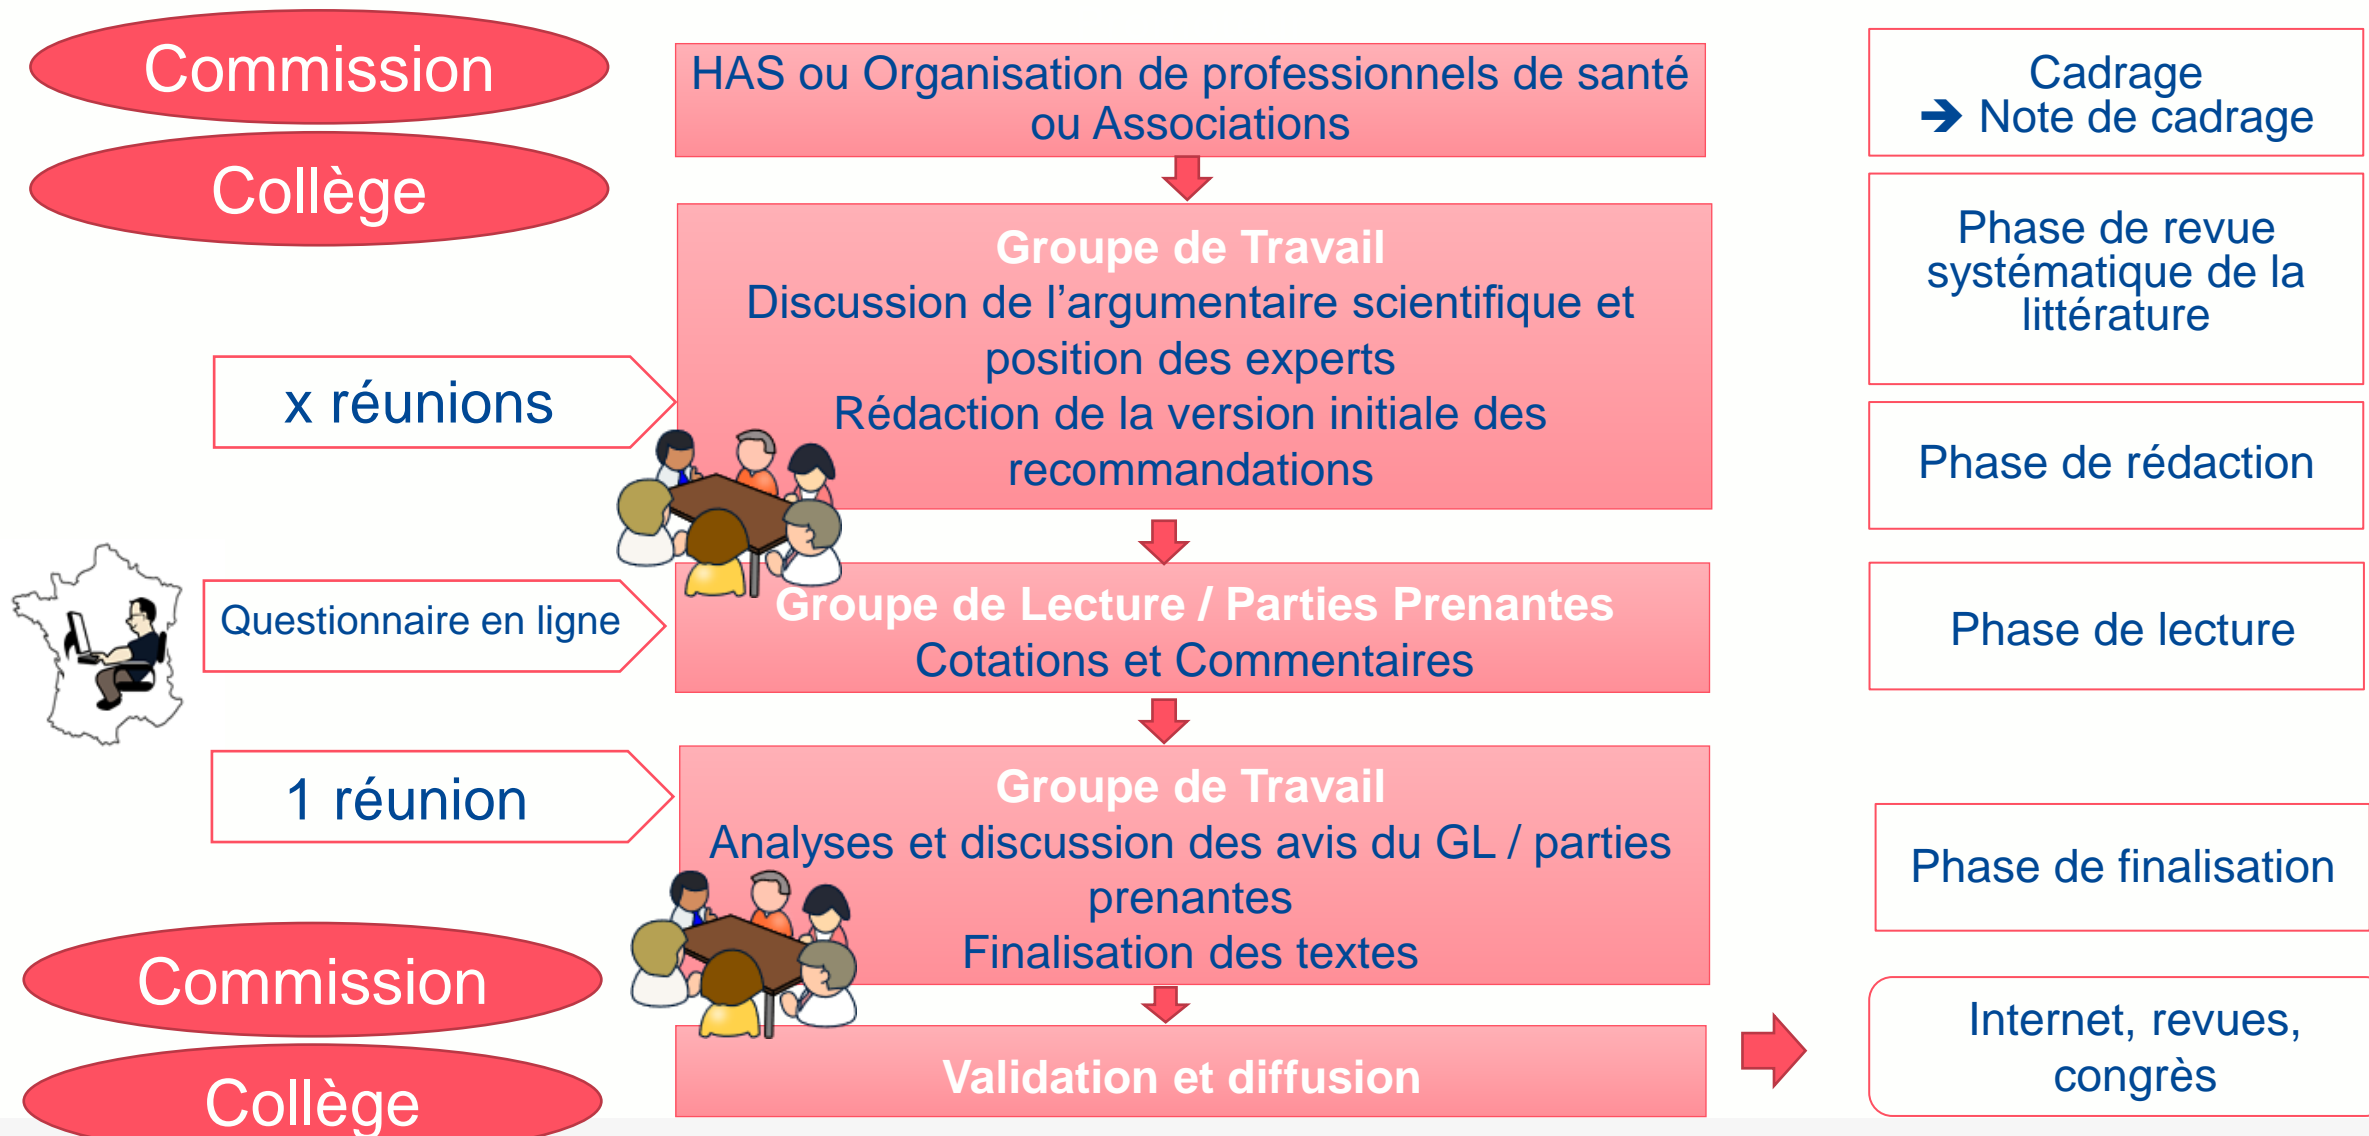 Commission
Collège
HAS ou Organisation de professionnels de santé
ou Associations
Cadrage
➔ Note de cadrage
Groupe de Travail
Discussion de l’argumentaire scientifique et
position des experts
Rédaction de la version initiale des
recommandations
x réunions
Phase de revue
systématique de la
littérature
Phase de rédaction
Questionnaire en ligne
Groupe de Lecture / Parties Prenantes
Cotations et Commentaires
Phase de lecture
1 réunion
Groupe de Travail
Analyses et discussion des avis du GL / parties
prenantes
Finalisation des textes
Phase de finalisation
Commission
Collège
Validation et diffusion
Internet, revues,
congrès